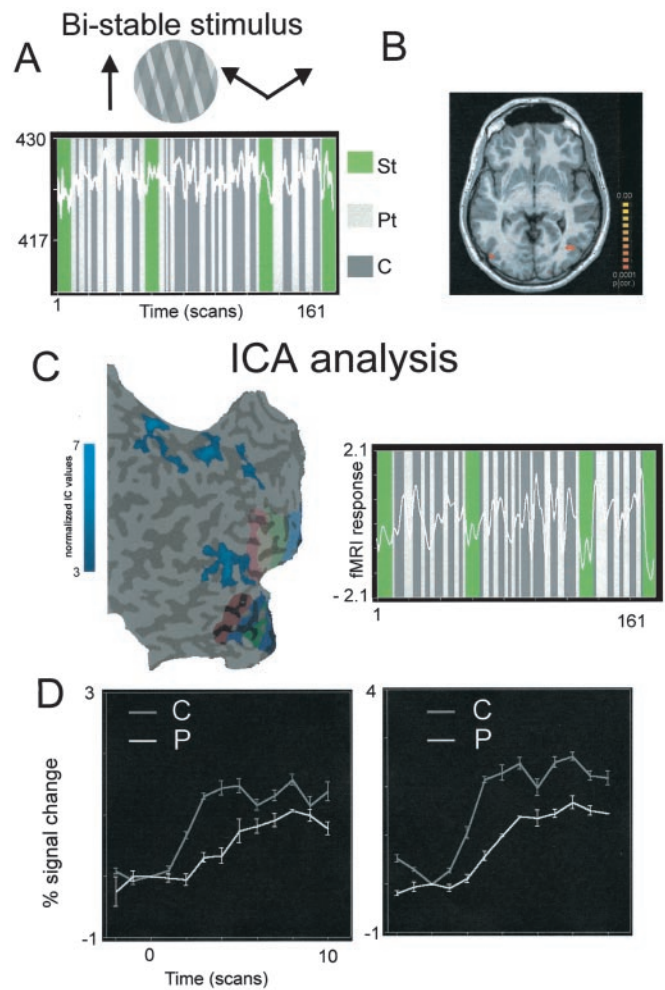 Bi-stable stimulus
A
B
430
417
1
Time (scans)
161
St
Pt
C
0.00
0.0001
p(cor.)
ICA analysis
C
7
normalized IC values
3
2.1
fMRI response
- 2.1
1
161
D
3
C
P
% signal change
-1
0
10
Time (scans)
4
C
P
-1